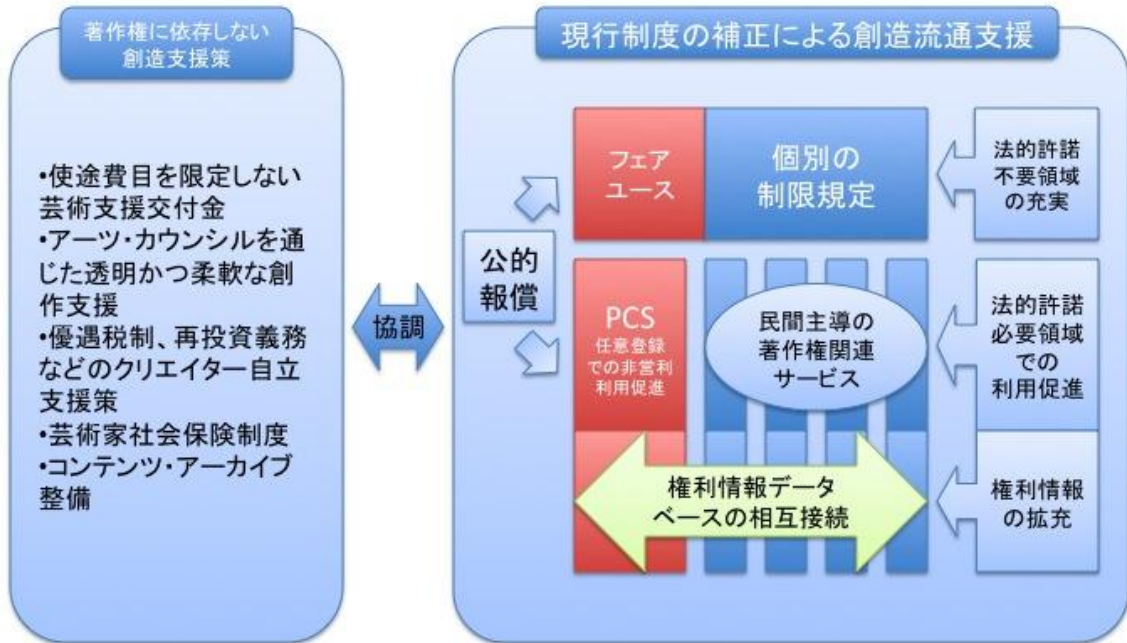 著作権に依存しない
創造支援策
•使途費目を限定しない
芸術支援交付金
•アーツ・カウンシルを通
じた透明かつ柔軟な創
作支援
•優遇税制、再投資義務
などのクリエイター自立
支援策
•芸術家社会保険制度
•コンテンツ・アーカイブ
整備
協調
現行制度の補正による創造流通支援
公的
報償
フェア
ユース
個別の
制限規定
法的許諾
不要領域
の充実
PCS
任意登録
での非営利
利用促進
民間主導の
著作権関連
サービス
法的許諾
必要領域
での
利用促進
権利情報データ
ベースの相互接続
権利情報
の拡充